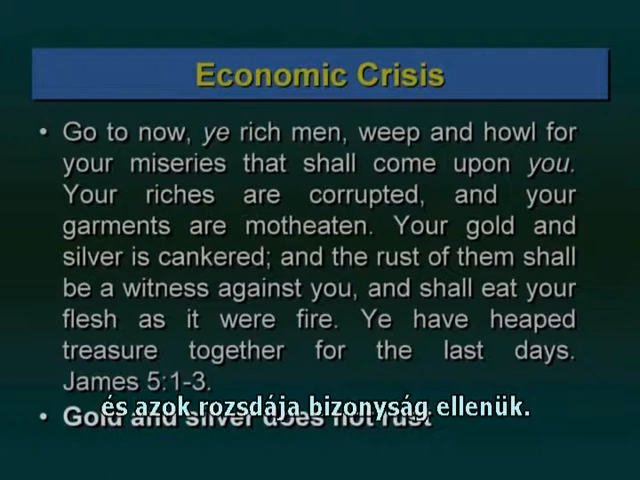 Economic Crisis
• Go to now, ye rich men, weep and howl for
your miseries that shall come upon you.
Your riches are corrupted, and your
garments are motheaten. Your gold and
silver is cankered; and the rust of them shall
be a witness against you, and shall eat your
flesh as it were fire. Ye have heaped
treasure together for the last days.
James 5:1-3.
és azok rozsdája bizonyság ellenük.
• Gold and silver does not rust